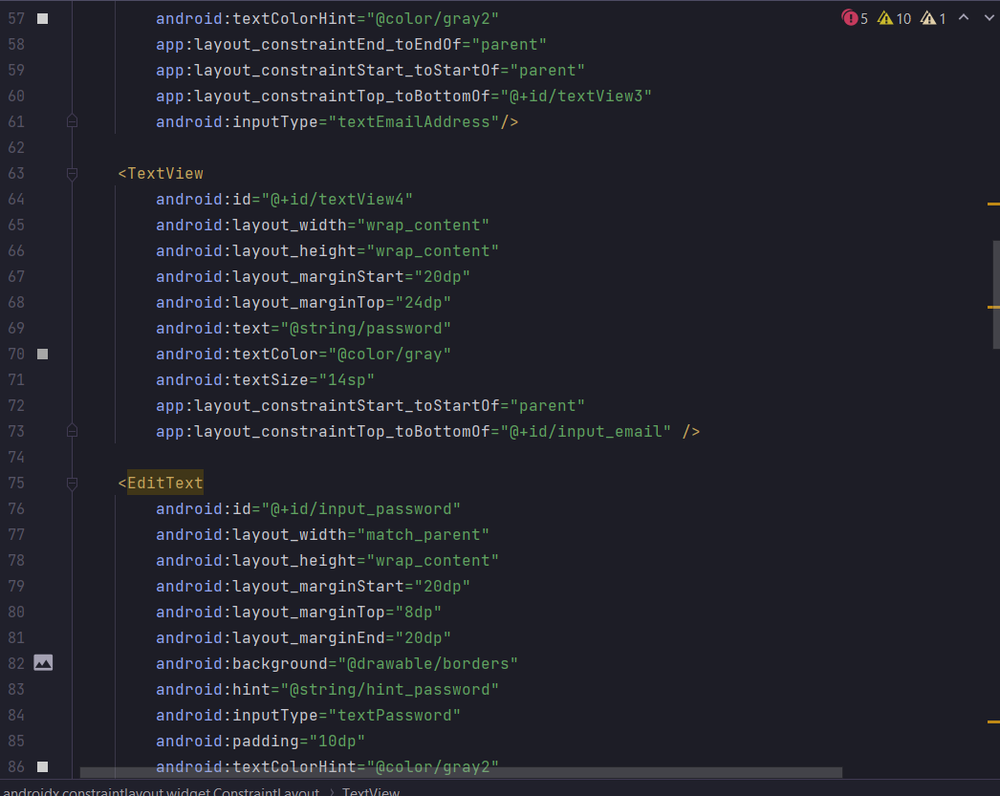 57 android:textColorHint="@color/gray2" 5 10 1
58 app:layout_constraintEnd_toEndOf="parent"
59 app:layout_constraintStart_toStartOf="parent"
60 app:layout_constraintTop_toBottomOf="@+id/textView3"
61 android:inputType="textEmailAddress"/>
62
63 <TextView
64 android:id="@+id/textView4"
65 android:layout_width="wrap_content"
66 android:layout_height="wrap_content"
67 android:layout_marginStart="20dp"
68 android:layout_marginTop="24dp"
69 android:text="@string/password"
70 android:textColor="@color/gray"
71 android:textSize="14sp"
72 app:layout_constraintStart_toStartOf="parent"
73 app:layout_constraintTop_toBottomOf="@+id/input_email" />
74
75 <EditText
76 android:id="@+id/input_password"
77 android:layout_width="match_parent"
78 android:layout_height="wrap_content"
79 android:layout_marginStart="20dp"
80 android:layout_marginTop="8dp"
81 android:layout_marginEnd="20dp"
82 android:background="@drawable/borders"
83 android:hint="@string/hint_password"
84 android:inputType="textPassword"
85 android:padding="10dp"
86 android:textColorHint="@color/gray2"
androidx.constraintlayout.widget.ConstraintLayout > TextView